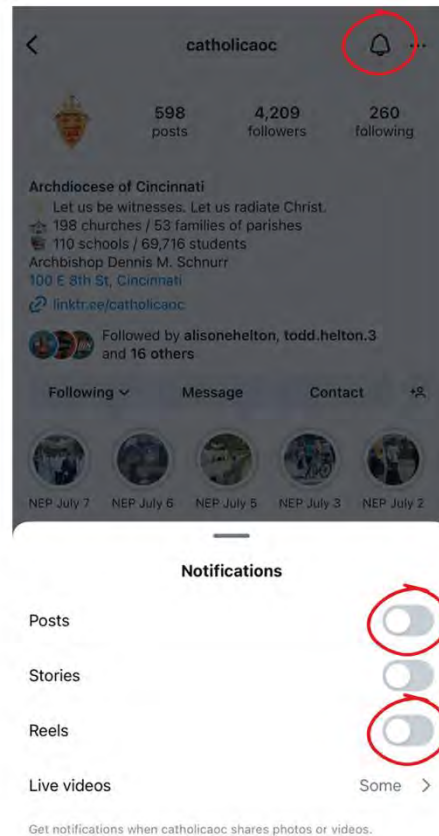 catholicaoc
598 4,209 260
posts followers following
Archdiocese of Cincinnati
Let us be witnesses. Let us radiate Christ.
198 churches / 53 families of parishes
110 schools / 69,716 students
Archbishop Dennis M. Schnurr
100 E 8th St, Cincinnati
linktr.ee/catholicaoc
Followed by alisonehelton, todd.helton.3
and 16 others
Following Message Contact
NEP July 7 NEP July 6 NEP July 5 NEP July 3 NEP July 2
Notifications
Posts
Stories
Reels
Live videos Some >
Get notifications when catholicaoc shares photos or videos.